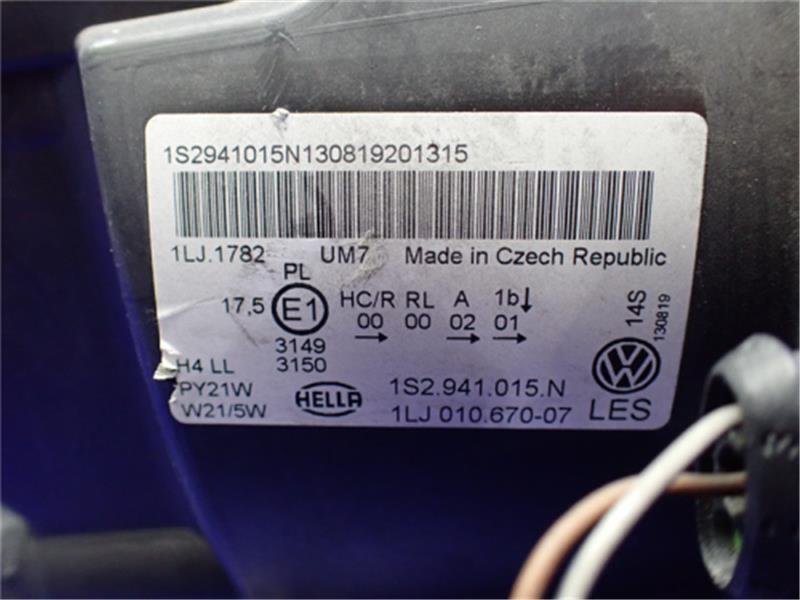 1S2941015N130819201315
1LJ.1782 UM7 Made in Czech Republic
PL
17,5 E1 HC/R RL A 1b↓
00 00 02 01
→ → →
3149
3150
H4 LL
PY21W
W21/5W
HELLA
1S2.941.015.N
1LJ 010.670-07
14S
130819
VW
LES